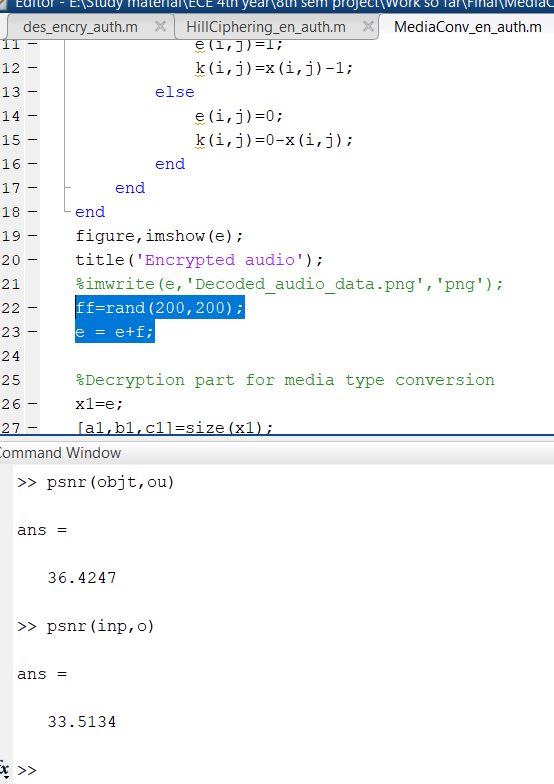 Editor - E:\Study material\ECE 4th year\8th sem project\Work so far\Final\MediaC
des_encry_auth.m × HillCiphering_en_auth.m × MediaConv_en_auth.m
11 – e(i,j)=1;
12 – k(i,j)=x(i,j)-1;
13 – else
14 – e(i,j)=0;
15 – k(i,j)=0-x(i,j);
16 – end
17 – end
18 – end
19 – figure,imshow(e);
20 – title('Encrypted audio');
21 %imwrite(e,'Decoded_audio_data.png','png');
22 – ff=rand(200,200);
23 – e = e+f;
24
25 %Decryption part for media type conversion
26 – x1=e;
27 – [a1,b1,c1]=size(x1);
Command Window
>> psnr(objt,ou)
ans =
36.4247
>> psnr(inp,o)
ans =
33.5134
fx >>